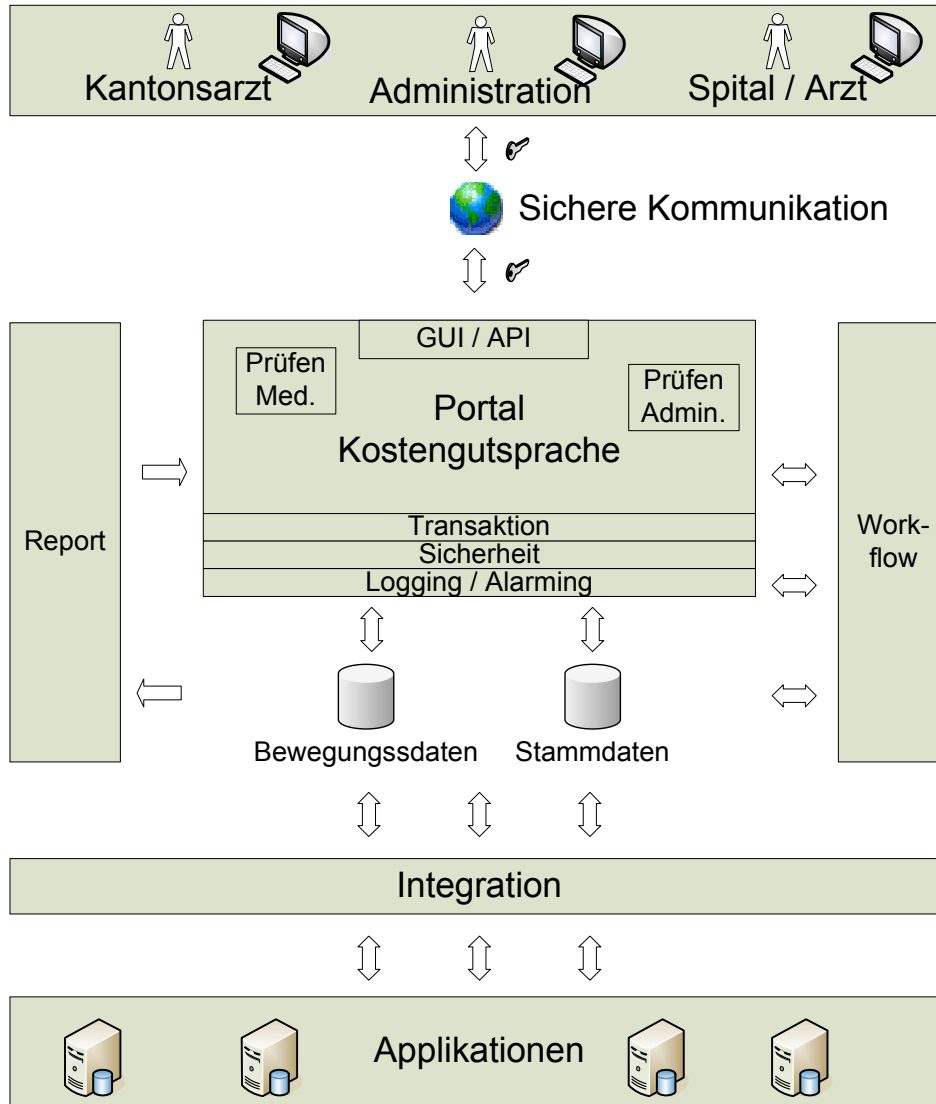 Kantonsarzt
Administration
Spital / Arzt
Sichere Kommunikation
GUI / API
Prüfen
Med.
Prüfen
Admin.
Portal
Kostengutsprache
Report
Work-
flow
Transaktion
Sicherheit
Logging / Alarming
Bewegungssdaten
Stammdaten
Integration
Applikationen